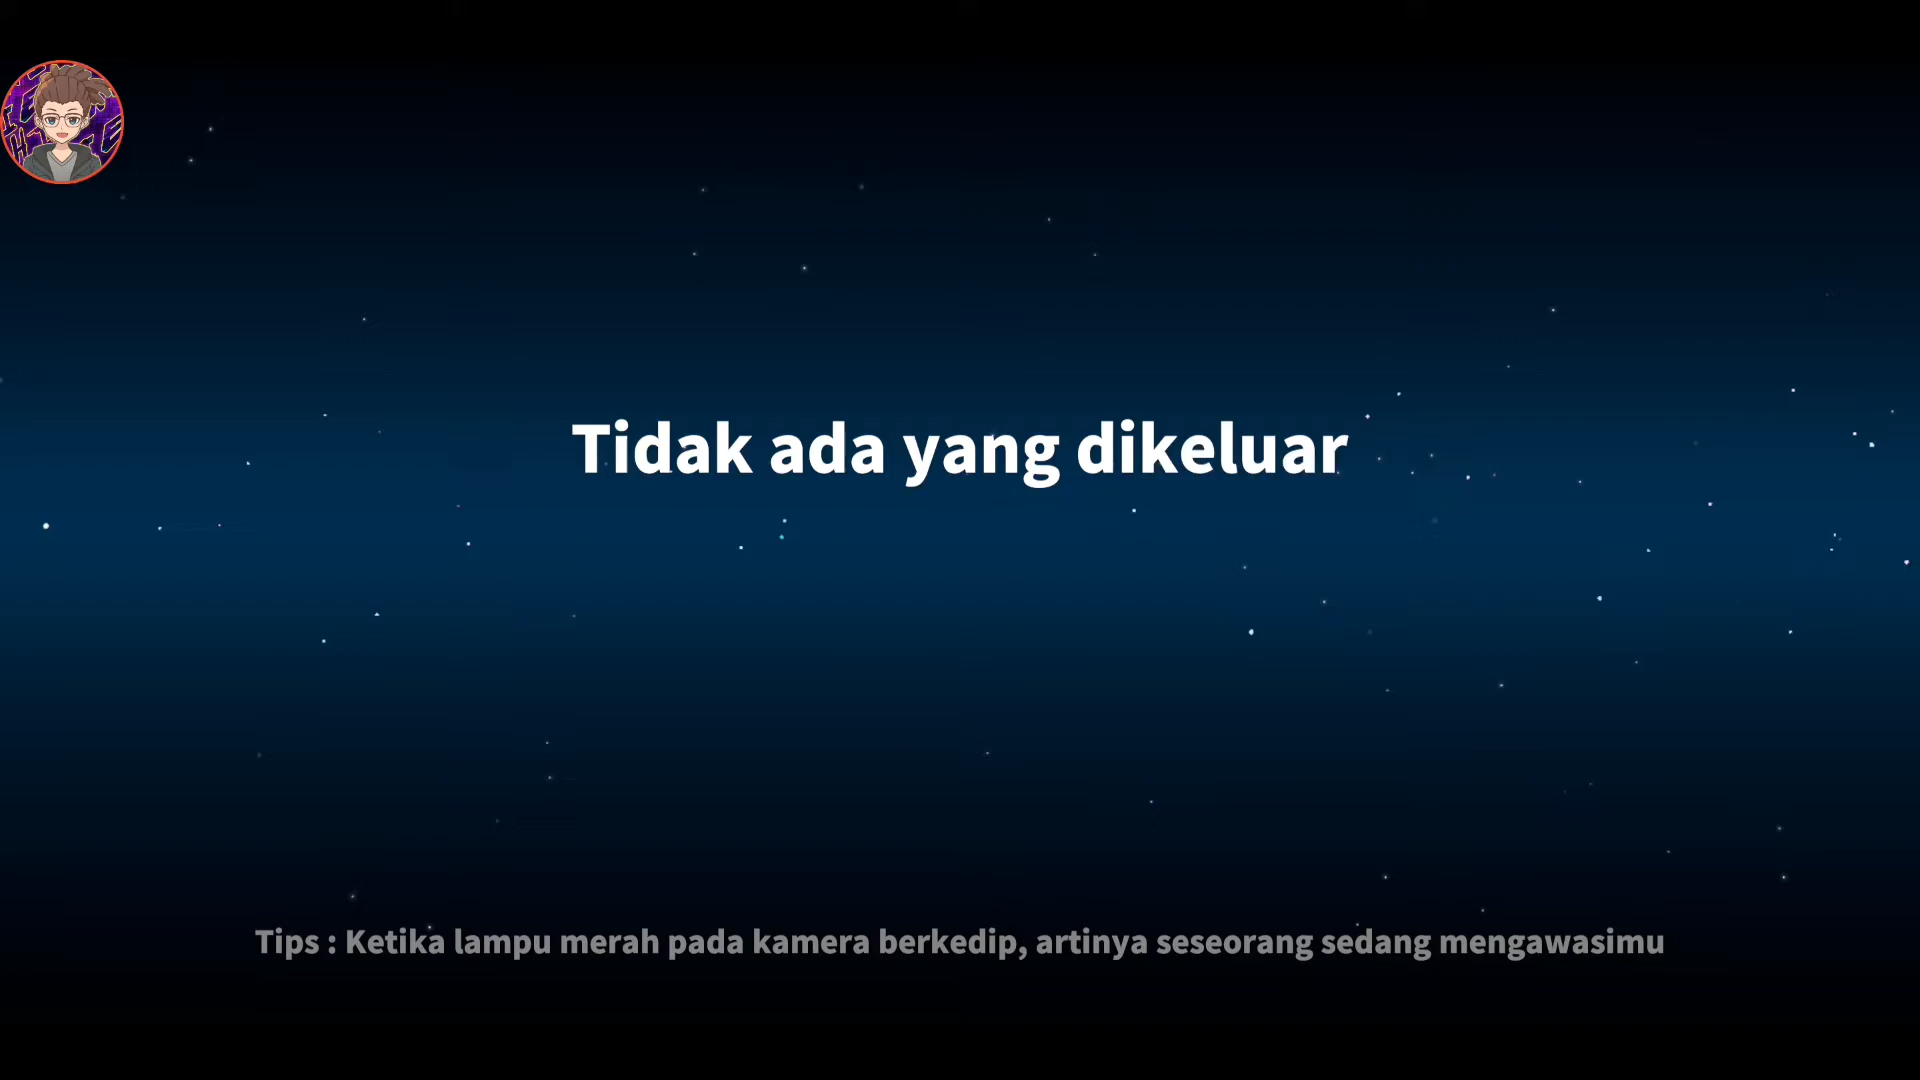 Tidak ada yang dikeluar
Tips : Ketika lampu merah pada kamera berkedip, artinya seseorang sedang mengawasimu